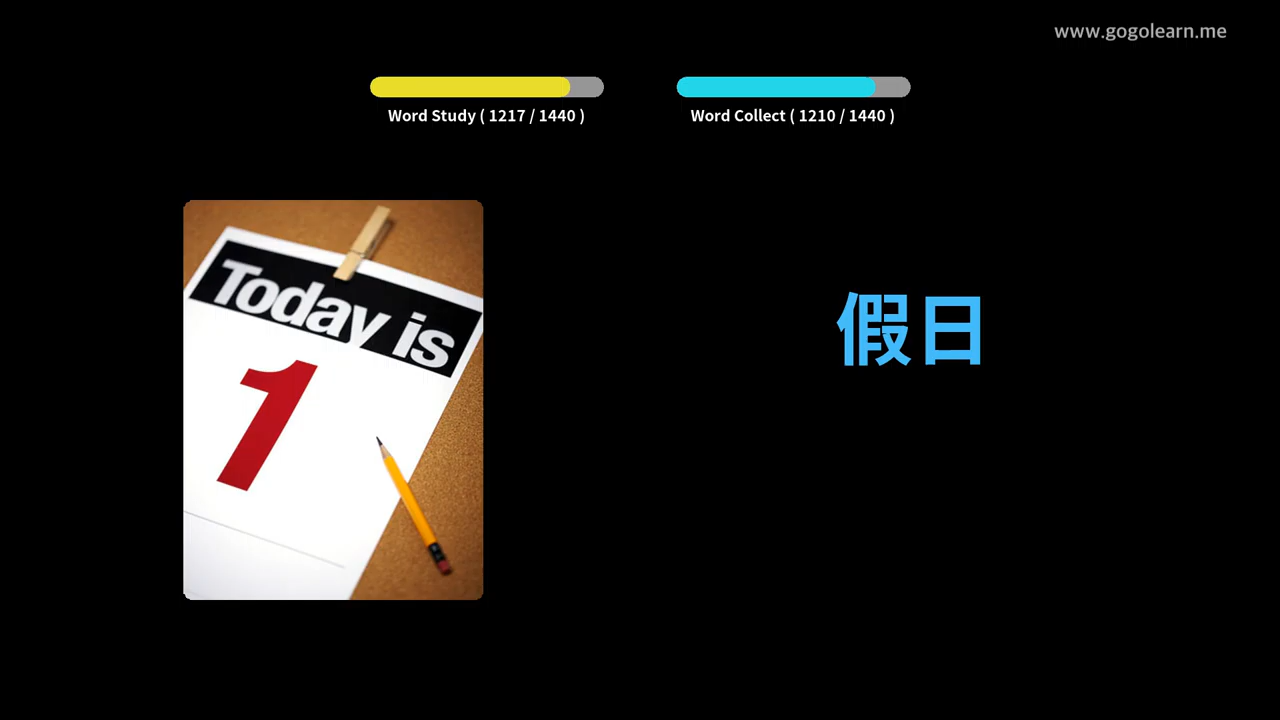 www.gogolearn.me
Word Study ( 1217 / 1440 )
Word Collect ( 1210 / 1440 )
Today is
1
假日